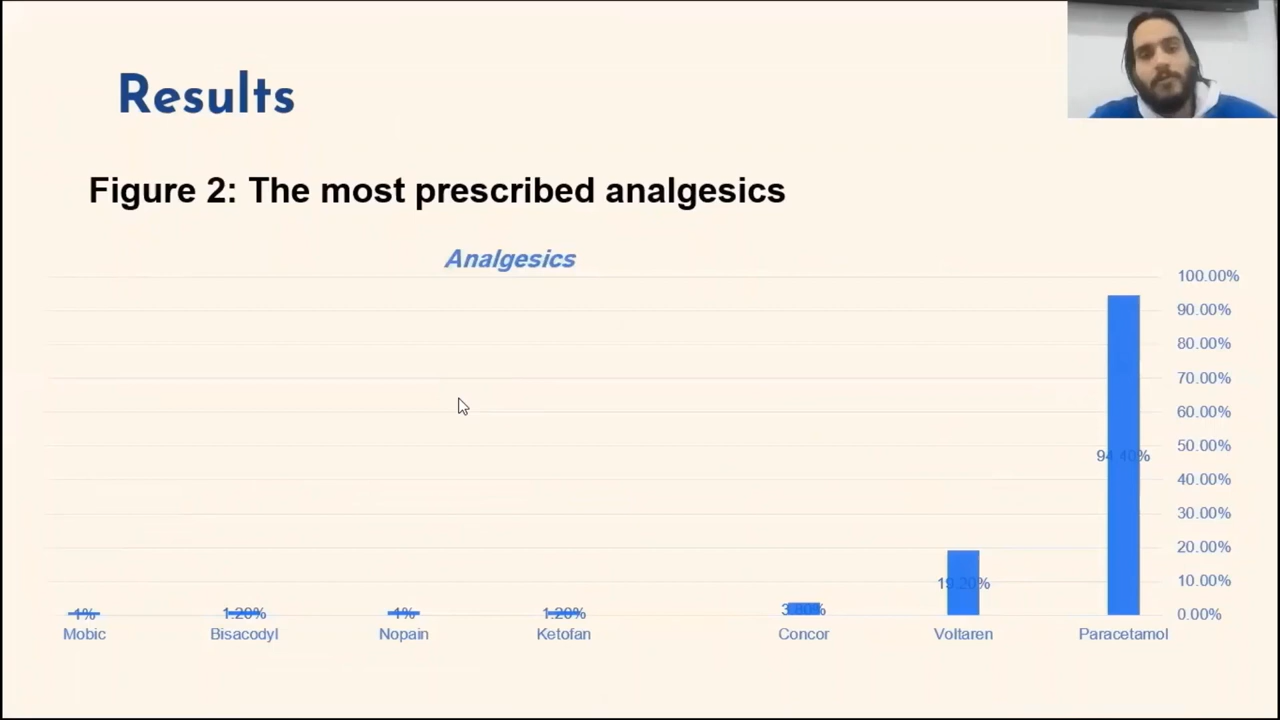 Results
Figure 2: The most prescribed analgesics
Analgesics
100.00%
90.00%
80.00%
70.00%
60.00%
50.00%
94.40%
40.00%
30.00%
20.00%
19.20%
10.00%
1% 1.20% 1% 1.20% 3.80% 0.00%
Mobic Bisacodyl Nopain Ketofan Concor Voltaren Paracetamol